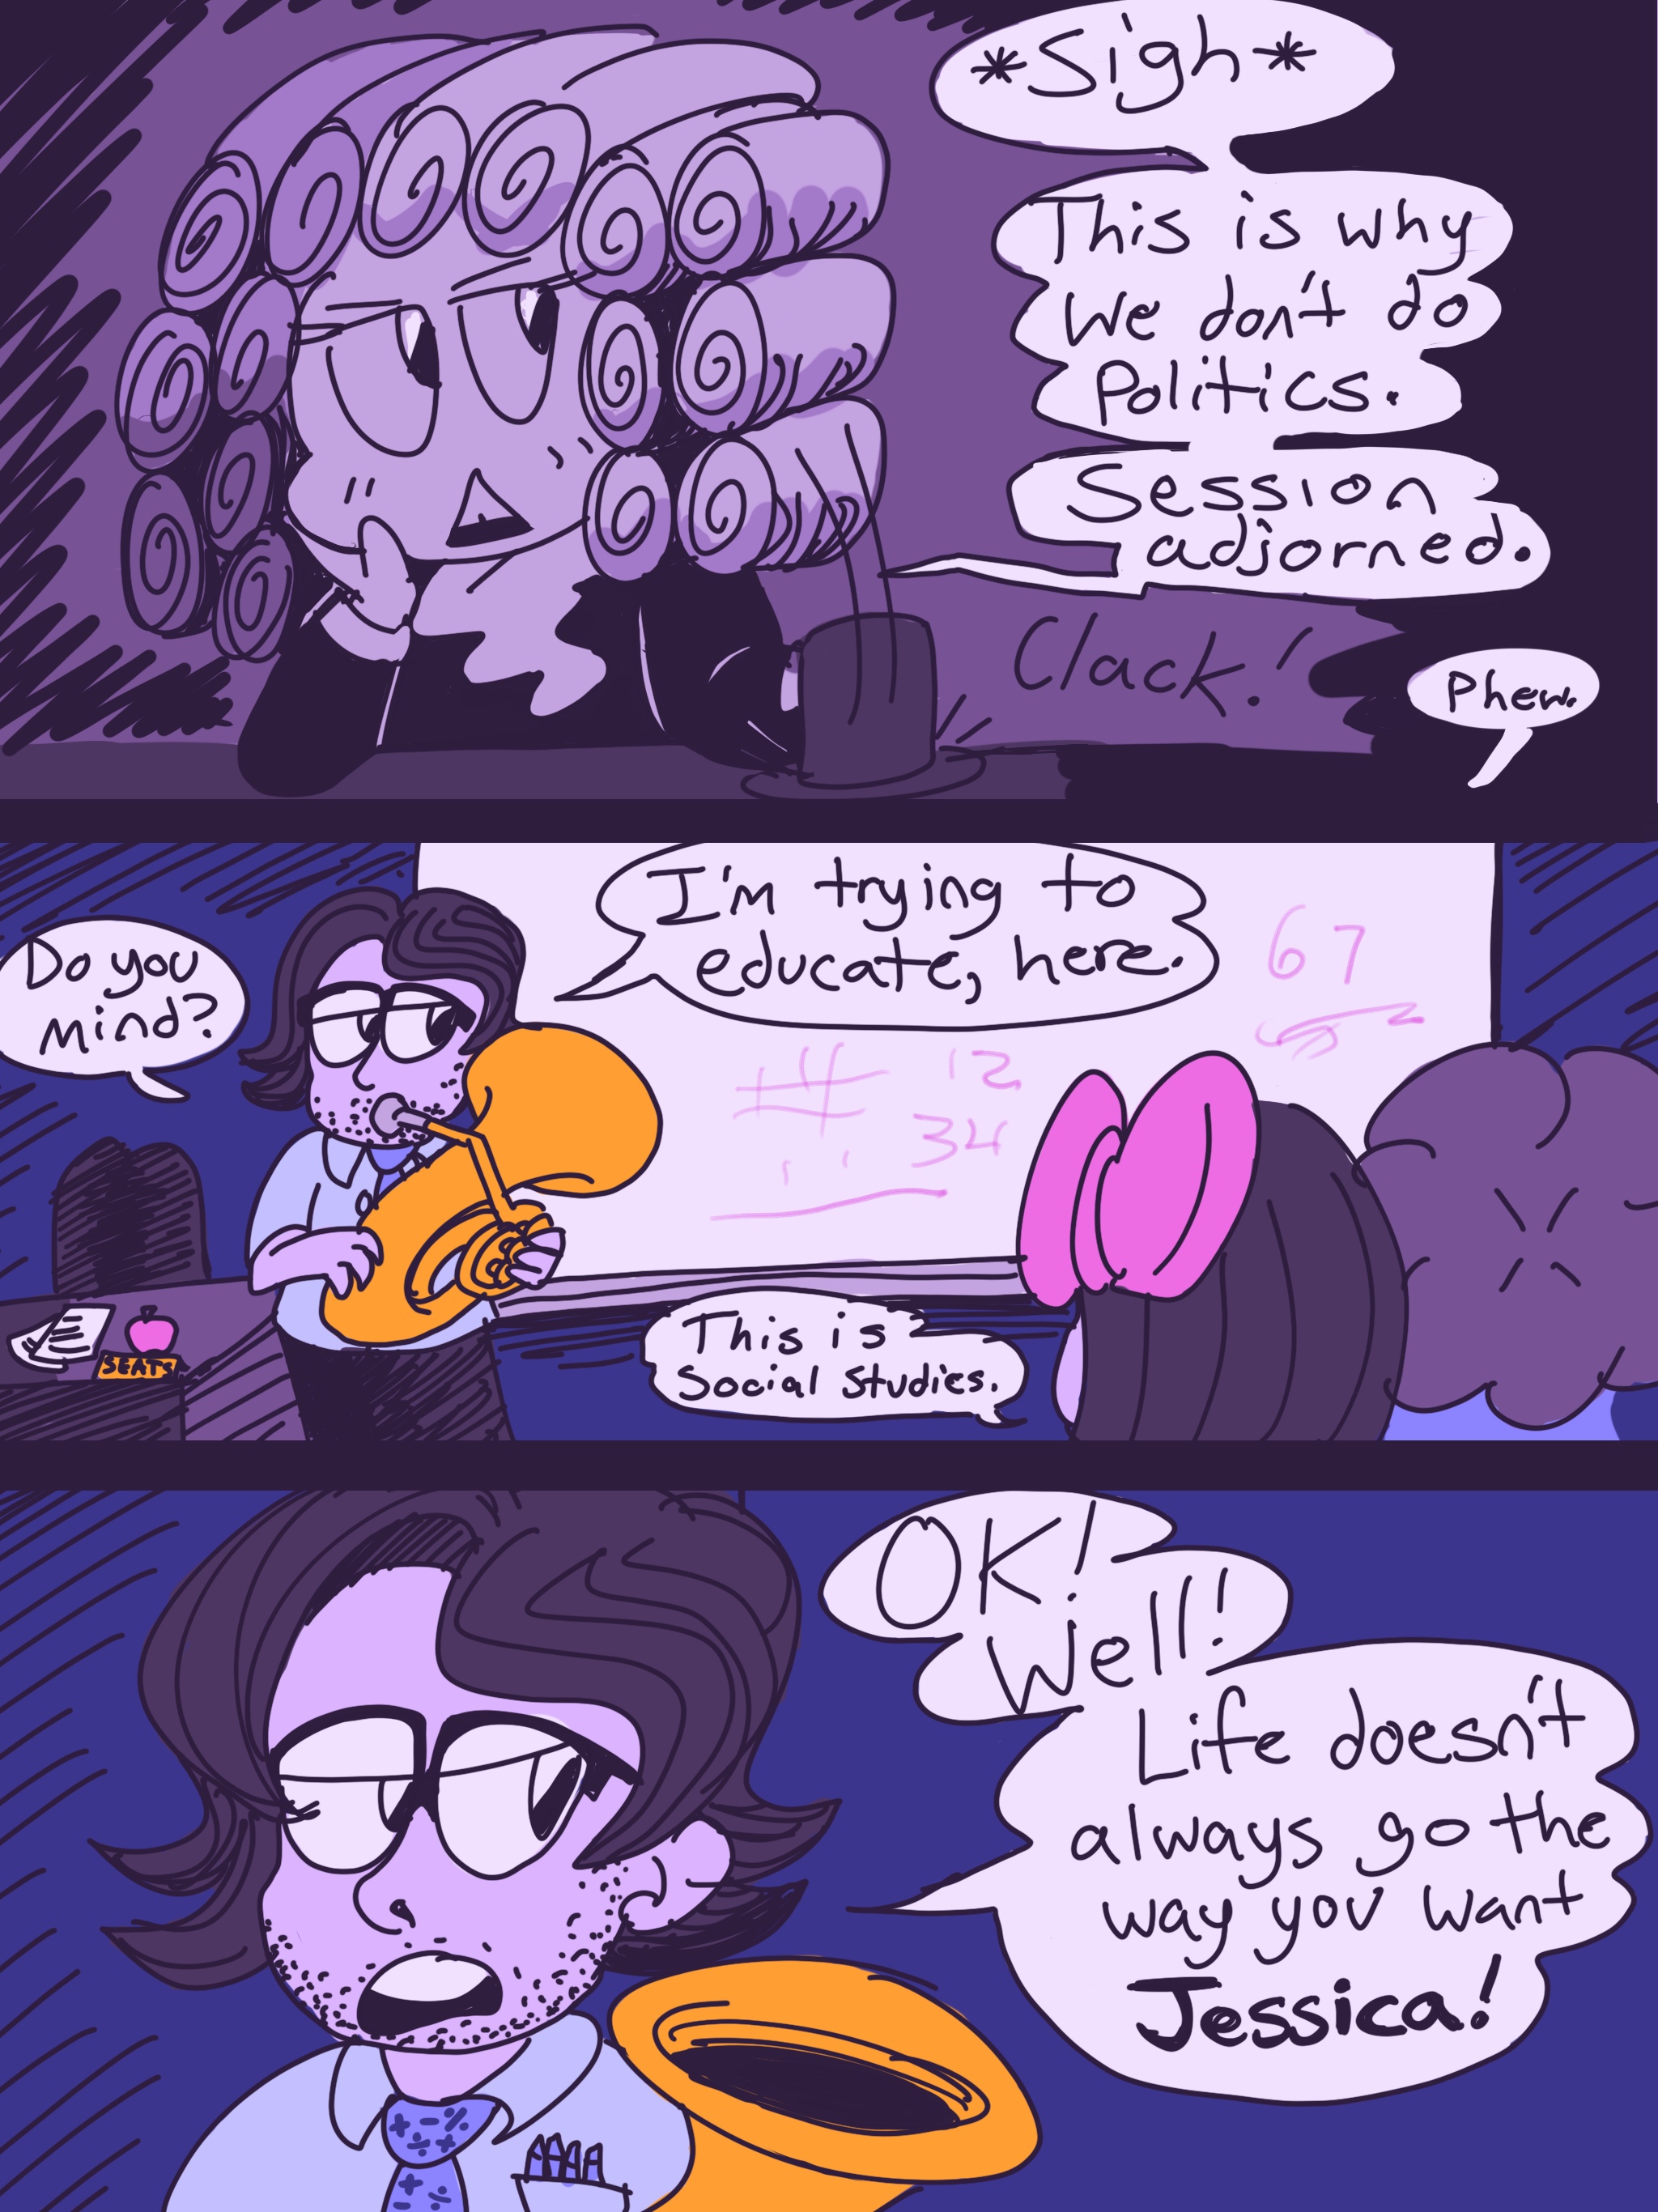 *Sigh*
This is why
We don't do
Politics.
Session
adjorned.
Clack!
Phew.
I'm trying to
educate, here.
Do you
Mind?
67
12
34
SEATS
This is
Social studies.
OK!
Well!
Life doesn't
always go the
way you want
Jessica!